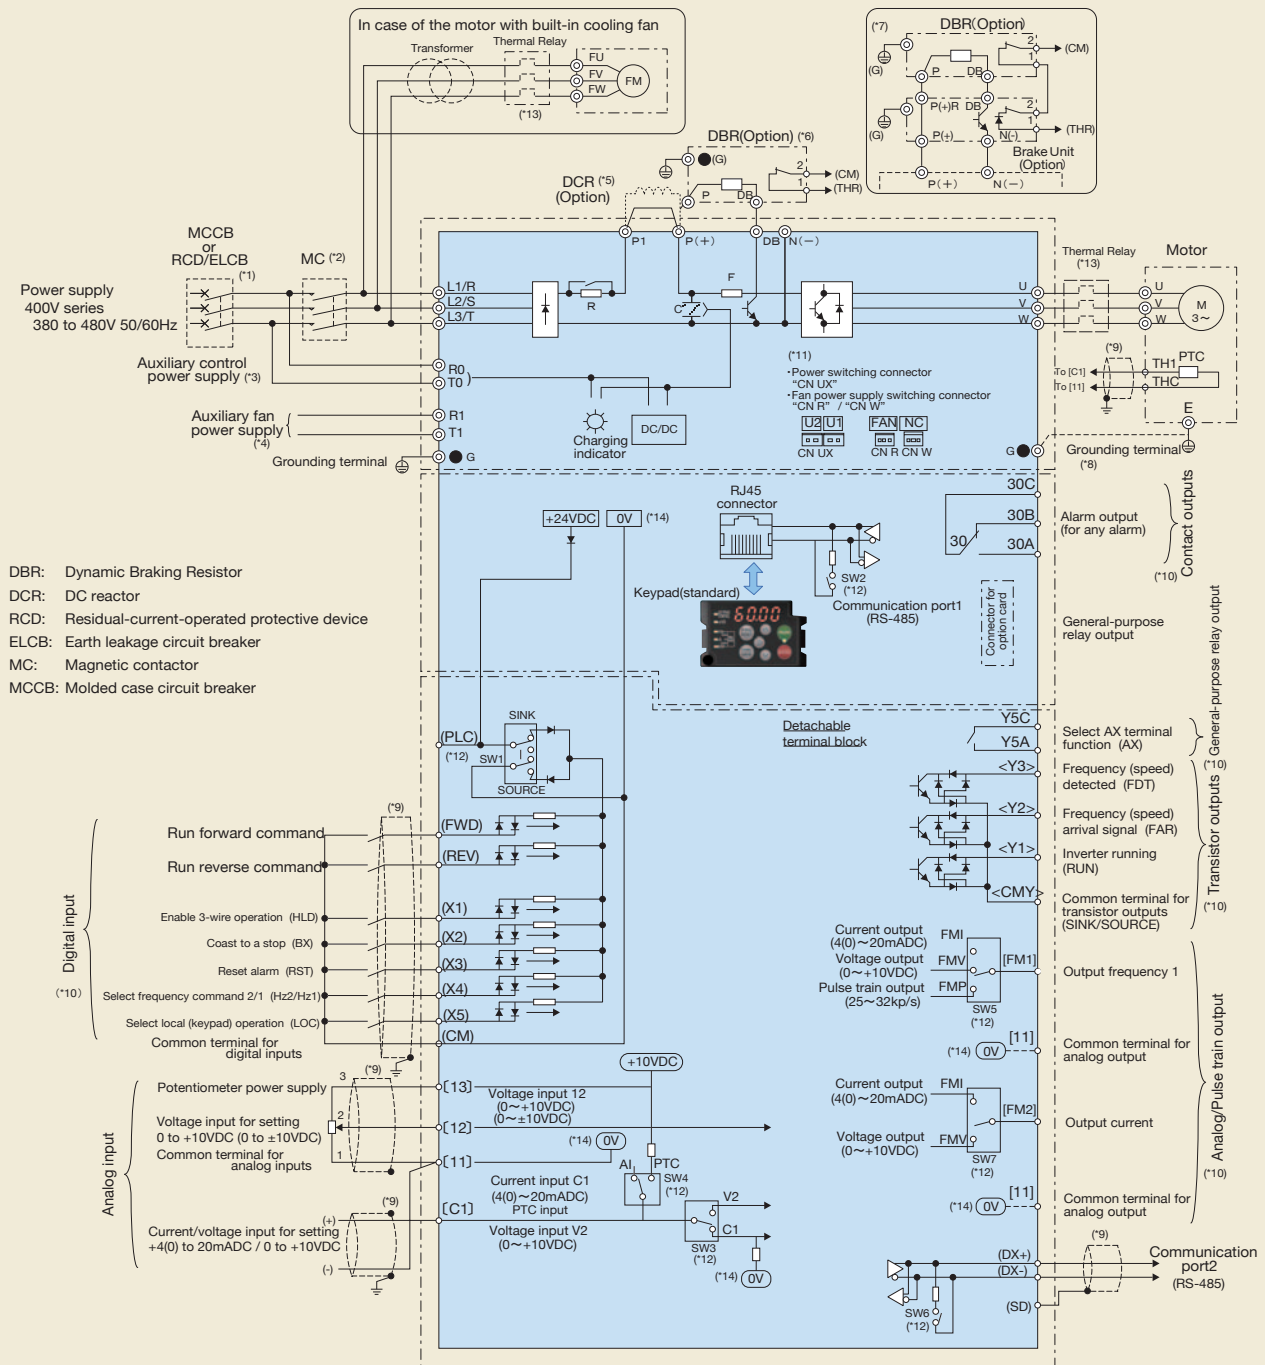 In case of the motor with built-in cooling fan
Transformer
Thermal Relay
FU
FV
FW
FM
(*13)
(*7)
DBR(Option)
2
1
(CM)
(G)
P
DB
P(+)R
DB
2
1
(THR)
(G)
P(+)
N(-)
Brake Unit
(Option)
P(+)
N(−)
DBR(Option) (*6)
(G)
2
1
(CM)
(THR)
P
DB
DCR (*5)
(Option)
P1
P(+)
DB
N(−)
MCCB
or
RCD/ELCB
(*1)
MC (*2)
Power supply
400V series
380 to 480V 50/60Hz
L1/R
L2/S
L3/T
R
C
F
U
V
W
Thermal Relay
(*13)
Motor
U
V
W
M
3~
Auxiliary control
power supply (*3)
R0
T0
Auxiliary fan
power supply
(*4)
R1
T1
Grounding terminal
G
Charging
indicator
DC/DC
(*11)
・Power switching connector
“CN UX”
・Fan power supply switching connector
“CN R” / “CN W”
U2 U1
FAN NC
CN UX
CN R CN W
(*9)
To [C1]
To [11]
TH1
PTC
THC
E
G
Grounding terminal
(*8)
+24VDC
0V
(*14)
RJ45
connector
SW2
(*12)
Keypad(standard)
60.00
Communication port1
(RS-485)
30C
30B
30
30A
Alarm output
(for any alarm)
Contact outputs
(*10)
Connector for
option card
General-purpose
relay output
General-purpose relay output
DBR: Dynamic Braking Resistor
DCR: DC reactor
RCD: Residual-current-operated protective device
ELCB: Earth leakage circuit breaker
MC: Magnetic contactor
MCCB: Molded case circuit breaker
Detachable
terminal block
Y5C
Y5A
Select AX terminal
function (AX)
(*10)
(PLC)
(*12)
SINK
SW1
SOURCE
<Y3>
Frequency (speed)
detected (FDT)
<Y2>
Frequency (speed)
arrival signal (FAR)
<Y1>
Inverter running
(RUN)
<CMY>
Common terminal for
transistor outputs
(SINK/SOURCE)
Transistor outputs
(*10)
(*9)
Run forward command
(FWD)
Run reverse command
(REV)
Enable 3-wire operation (HLD)
(X1)
Coast to a stop (BX)
(X2)
Reset alarm (RST)
(X3)
Select frequency command 2/1 (Hz2/Hz1)
(X4)
Select local (keypad) operation (LOC)
(X5)
Common terminal for
digital inputs
(CM)
Digital input
(*10)
Current output
(4(0)~20mADC)
FMI
Voltage output
(0~+10VDC)
FMV
Pulse train output
(25~32kp/s)
FMP
SW5
(*12)
[FM1]
Output frequency 1
[11]
(*14)
0V
Common terminal for
analog output
Current output
(4(0)~20mADC)
FMI
Voltage output
(0~+10VDC)
FMV
SW7
(*12)
[FM2]
Output current
[11]
(*14)
0V
Common terminal for
analog output
Analog/Pulse train output
(*10)
+10VDC
(*9)
Potentiometer power supply
3
[13]
Voltage input 12
(0~+10VDC)
(0~±10VDC)
Voltage input for setting
0 to +10VDC (0 to ±10VDC)
2
[12]
Common terminal for
analog inputs
1
[11]
(*14)
0V
AI
PTC
SW4
(*12)
Current input C1
(4(0)~20mADC)
PTC input
[C1]
Voltage input V2
(0~+10VDC)
V2
C1
SW3
(*12)
(*14)
0V
(*9)
(+)
Current/voltage input for setting
+4(0) to 20mADC / 0 to +10VDC
(-)
Analog input
(DX+)
(DX-)
(SD)
SW6
(*12)
(*9)
Communication
port2
(RS-485)